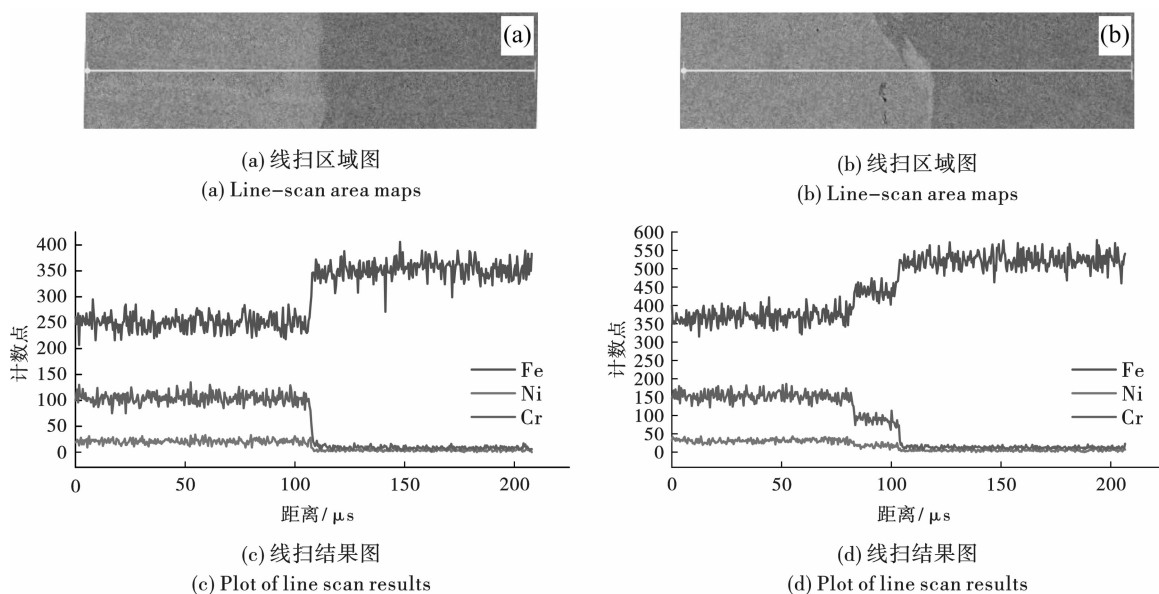 (a)
(b)
(a) 线扫区域图
(a) Line-scan area maps
(b) 线扫区域图
(b) Line-scan area maps
400
350
300
250
200
150
100
50
0
计数点
Fe
Ni
Cr
0 50 100 150 200
距离/μs
(c) 线扫结果图
(c) Plot of line scan results
600
550
500
450
400
350
300
250
200
150
100
50
0
计数点
Fe
Ni
Cr
0 50 100 150 200
距离/μs
(d) 线扫结果图
(d) Plot of line scan results